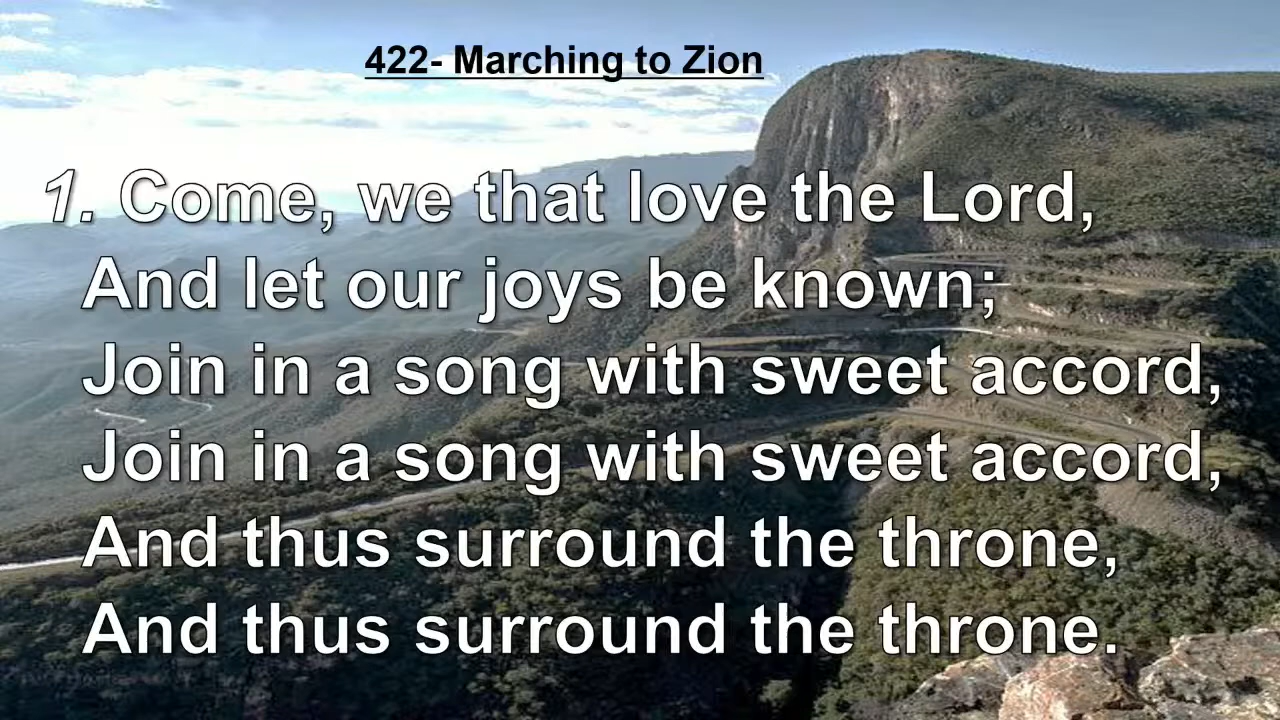 422- Marching to Zion
1. Come, we that love the Lord,
And let our joys be known;
Join in a song with sweet accord,
Join in a song with sweet accord,
And thus surround the throne,
And thus surround the throne.